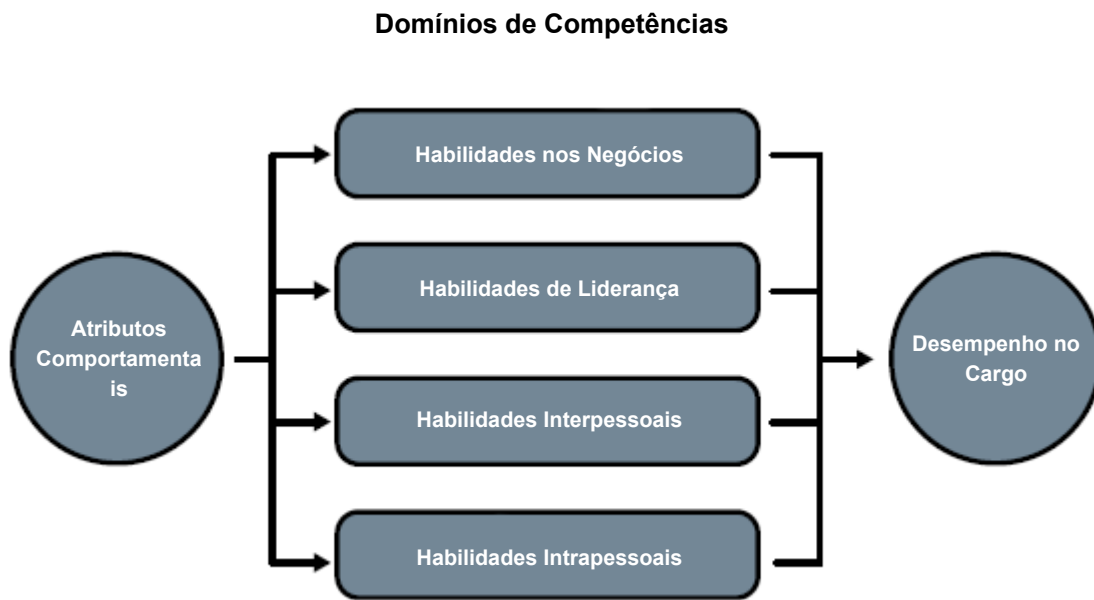 Domínios de Competências
Habilidades nos Negócios
Habilidades de Liderança
Atributos
Comportamenta
is
Desempenho no
Cargo
Habilidades Interpessoais
Habilidades Intrapessoais